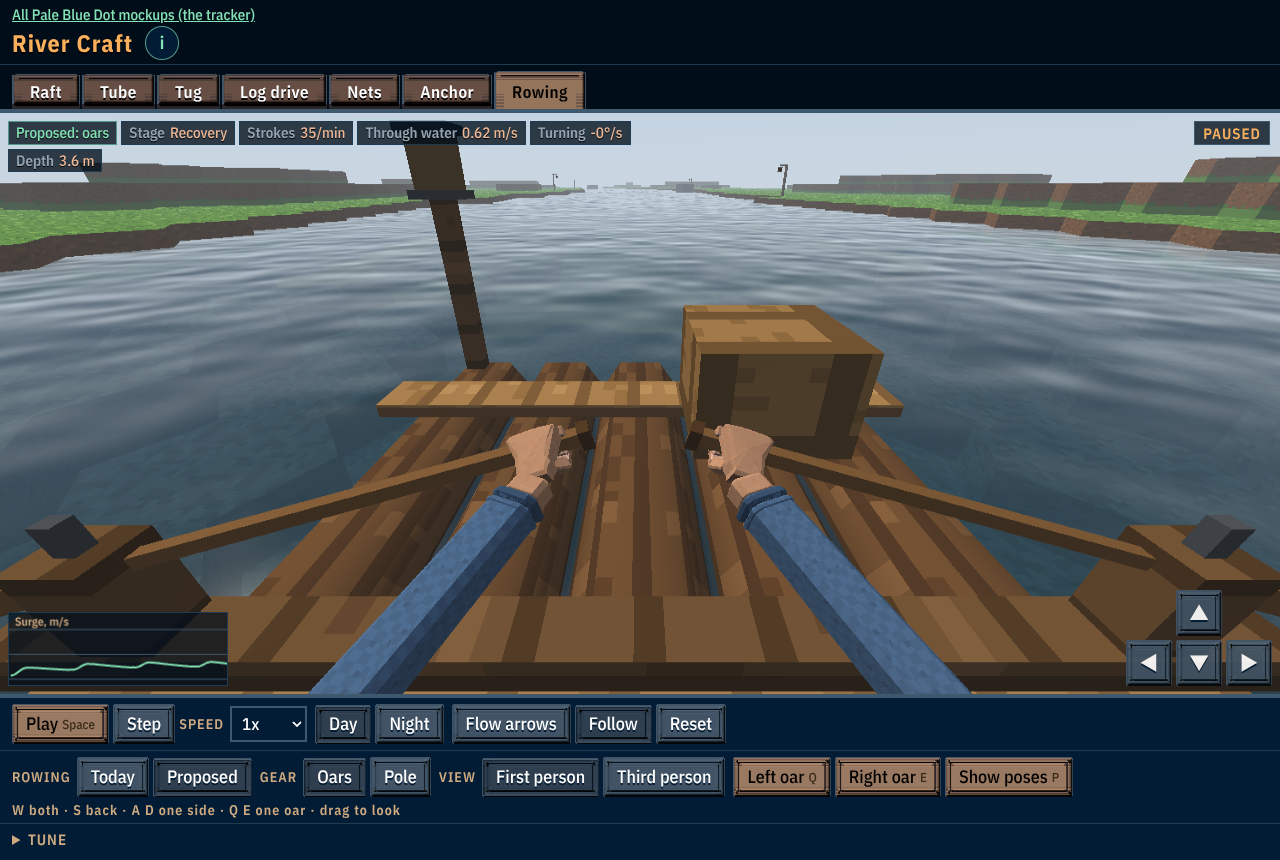 All Pale Blue Dot mockups (the tracker)
River Craft i
Raft Tube Tug Log drive Nets Anchor Rowing
Proposed: oars Stage Recovery Strokes 35/min Through water 0.62 m/s Turning -0°/s PAUSED
Depth 3.6 m
Surge, m/s
Play Space Step SPEED 1x Day Night Flow arrows Follow Reset
ROWING Today Proposed GEAR Oars Pole VIEW First person Third person Left oar Q Right oar E Show poses P
W both · S back · A D one side · Q E one oar · drag to look
TUNE